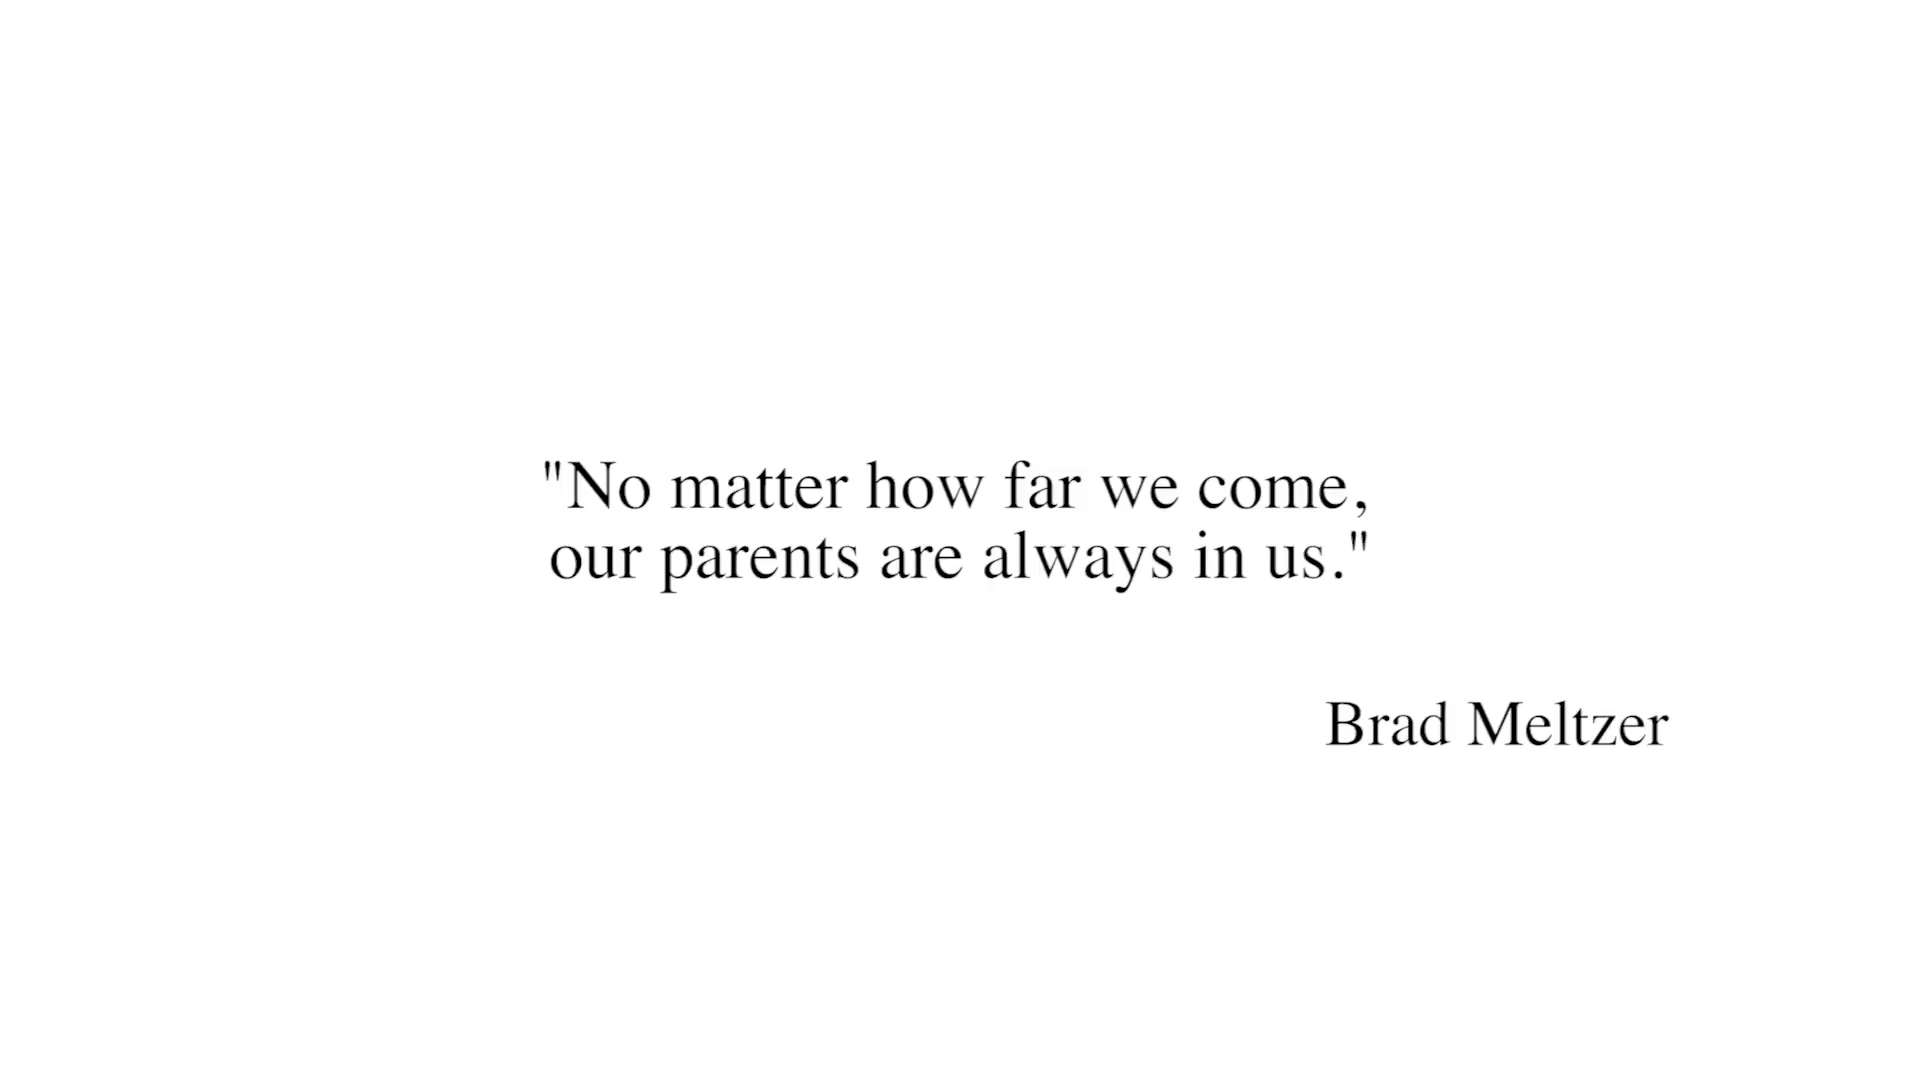 "No matter how far we come,
our parents are always in us."
Brad Meltzer